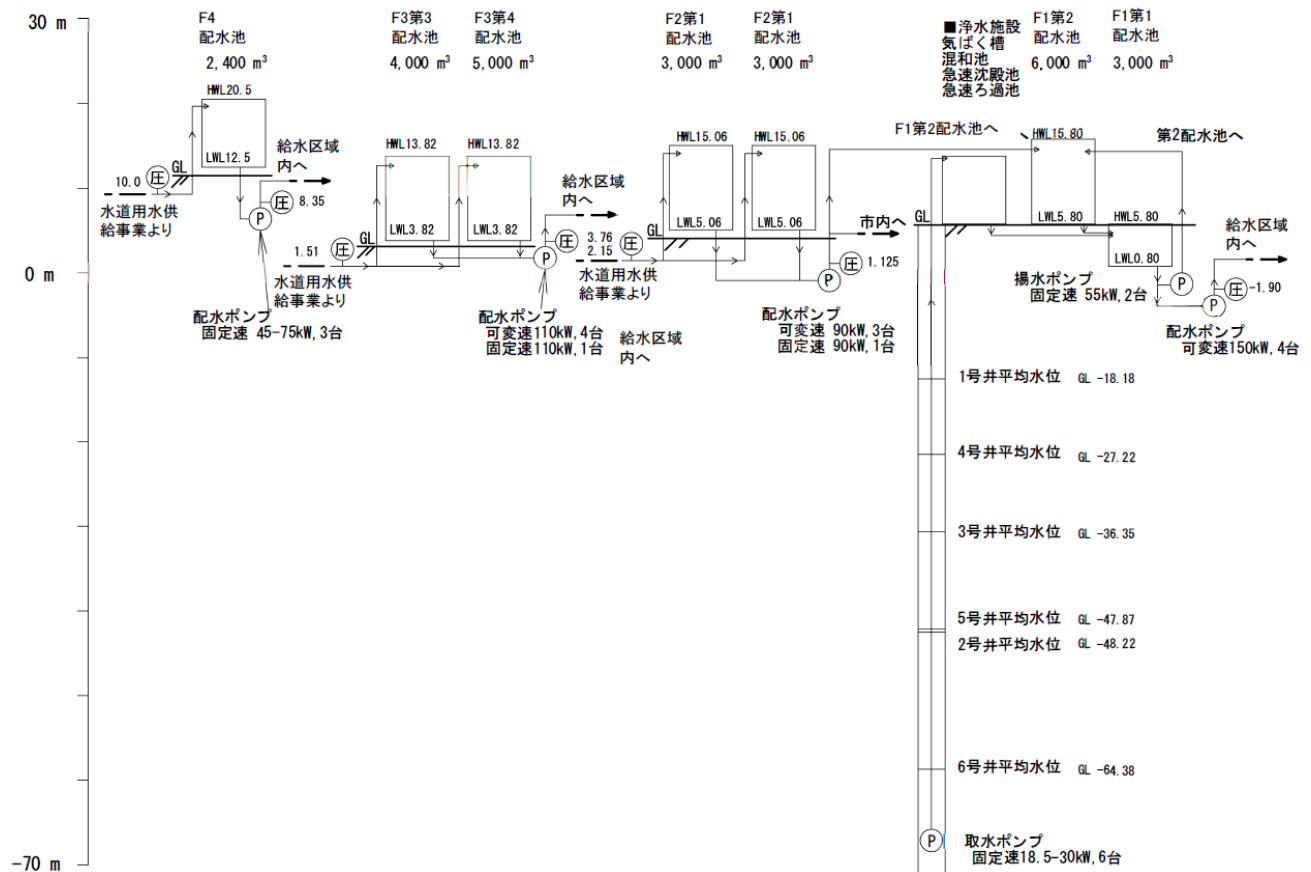 30 m
0 m
-70 m
F4
配水池
2,400 m³
HWL20.5
LWL12.5
GL
10.0
圧
水道用水供
給事業より
給水区域
内へ
圧
8.35
P
配水ポンプ
固定速 45-75kW,3台
F3第3
配水池
4,000 m³
F3第4
配水池
5,000 m³
HWL13.82
HWL13.82
LWL3.82
LWL3.82
GL
1.51
圧
水道用水供
給事業より
給水区域
内へ
圧
3.76
P
配水ポンプ
可変速110kW,4台
固定速110kW,1台
F2第1
配水池
3,000 m³
F2第1
配水池
3,000 m³
HWL15.06
HWL15.06
LWL5.06
LWL5.06
GL
2.15
圧
水道用水供
給事業より
給水区域
内へ
市内へ
圧
1.125
P
配水ポンプ
可変速 90kW,3台
固定速 90kW,1台
■浄水施設
気ばく槽
混和池
急速沈殿池
急速ろ過池
F1第2
配水池
6,000 m³
F1第1
配水池
3,000 m³
F1第2配水池へ
HWL15.80
第2配水池へ
GL
LWL5.80
HWL5.80
LWL0.80
給水区域
内へ
P
揚水ポンプ
固定速 55kW,2台
圧
-1.90
P
配水ポンプ
可変速150kW,4台
1号井平均水位 GL -18.18
4号井平均水位 GL -27.22
3号井平均水位 GL -36.35
5号井平均水位 GL -47.87
2号井平均水位 GL -48.22
6号井平均水位 GL -64.38
P
取水ポンプ
固定速18.5-30kW,6台